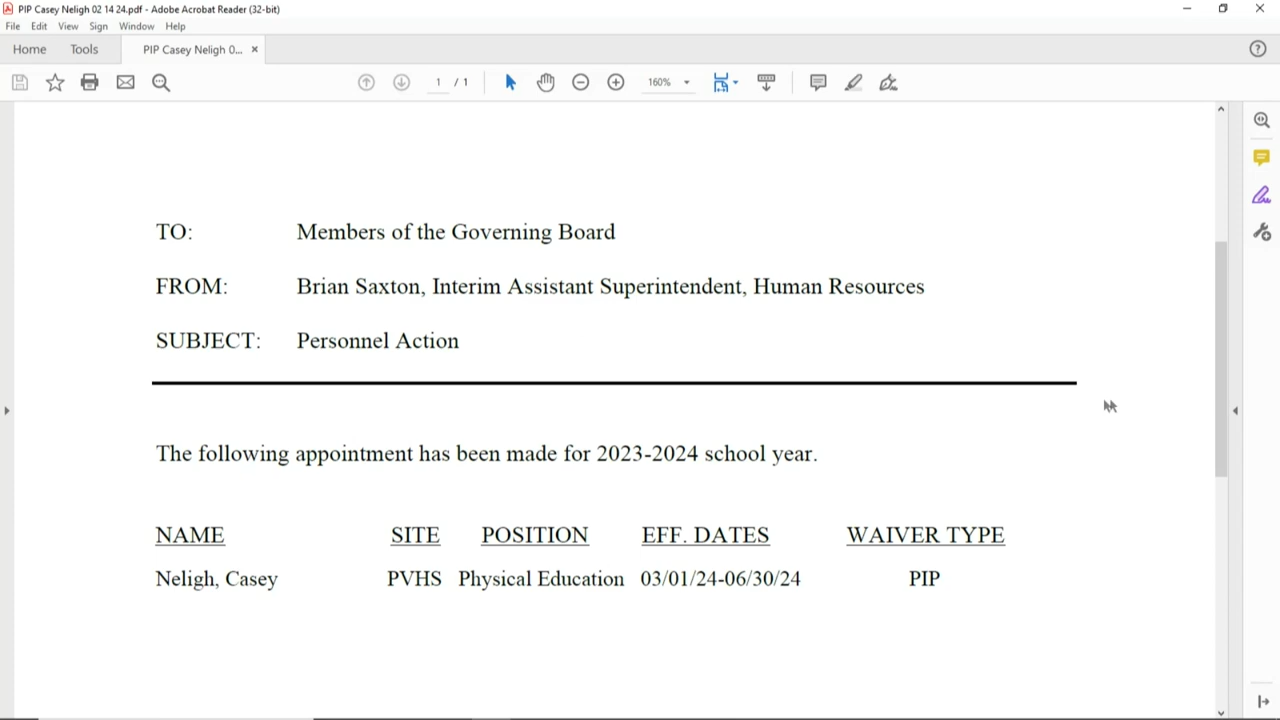 PIP Casey Neligh 02 14 24.pdf - Adobe Acrobat Reader (32-bit)
File Edit View Sign Window Help
Home Tools PIP Casey Neligh 0... ×
1 / 1 160%
TO: Members of the Governing Board
FROM: Brian Saxton, Interim Assistant Superintendent, Human Resources
SUBJECT: Personnel Action
The following appointment has been made for 2023-2024 school year.
NAME SITE POSITION EFF. DATES WAIVER TYPE
Neligh, Casey PVHS Physical Education 03/01/24-06/30/24 PIP